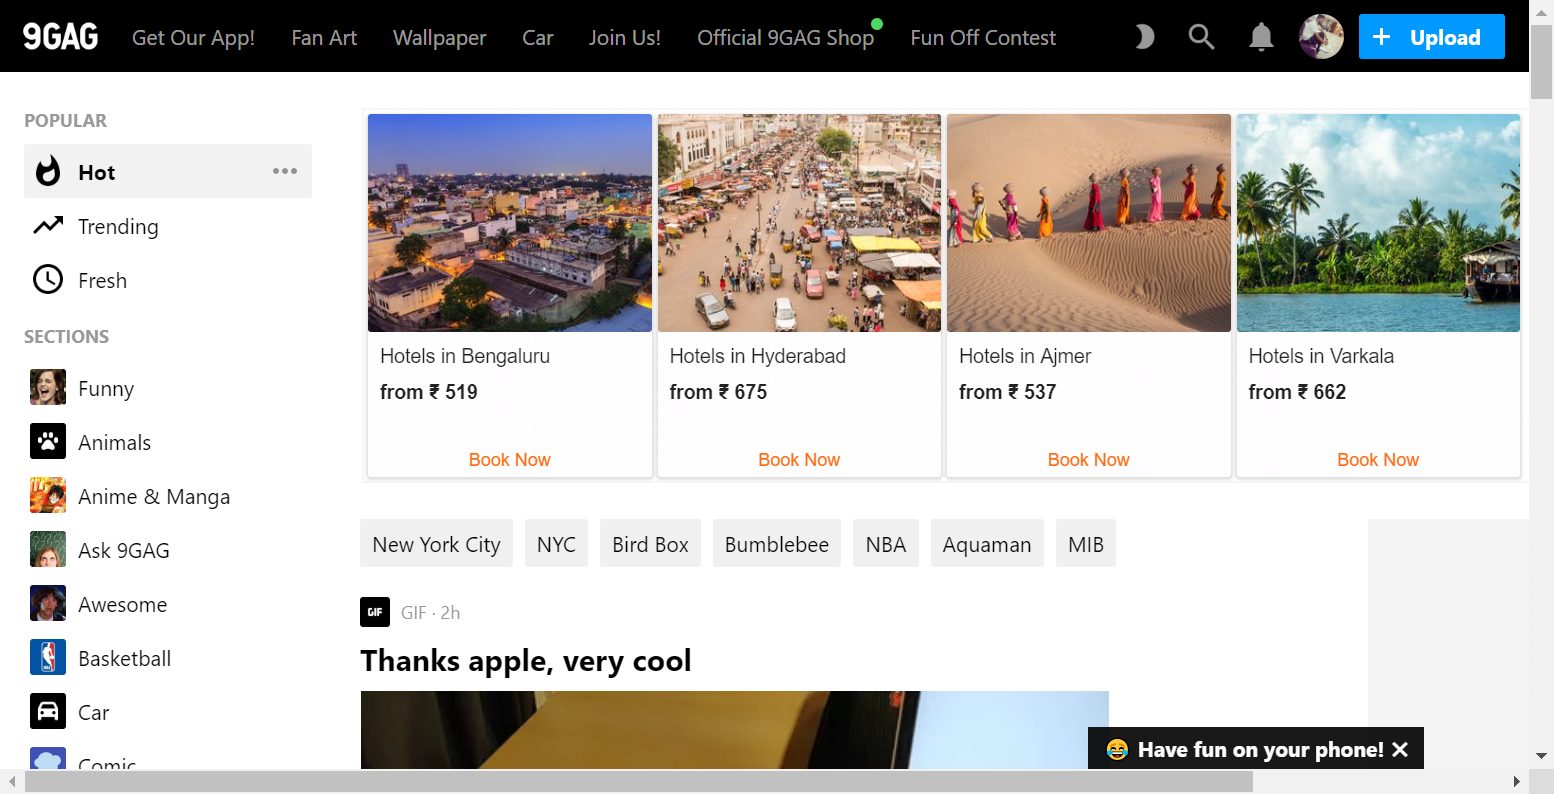 9GAG
Get Our App! Fan Art Wallpaper Car Join Us! Official 9GAG Shop Fun Off Contest
+ Upload
POPULAR
Hot
Trending
Fresh
SECTIONS
Funny
Animals
Anime & Manga
Ask 9GAG
Awesome
Basketball
Car
Comic
Hotels in Bengaluru
from ₹ 519
Book Now
Hotels in Hyderabad
from ₹ 675
Book Now
Hotels in Ajmer
from ₹ 537
Book Now
Hotels in Varkala
from ₹ 662
Book Now
New York City NYC Bird Box Bumblebee NBA Aquaman MIB
GIF GIF · 2h
Thanks apple, very cool
😂 Have fun on your phone! ✕